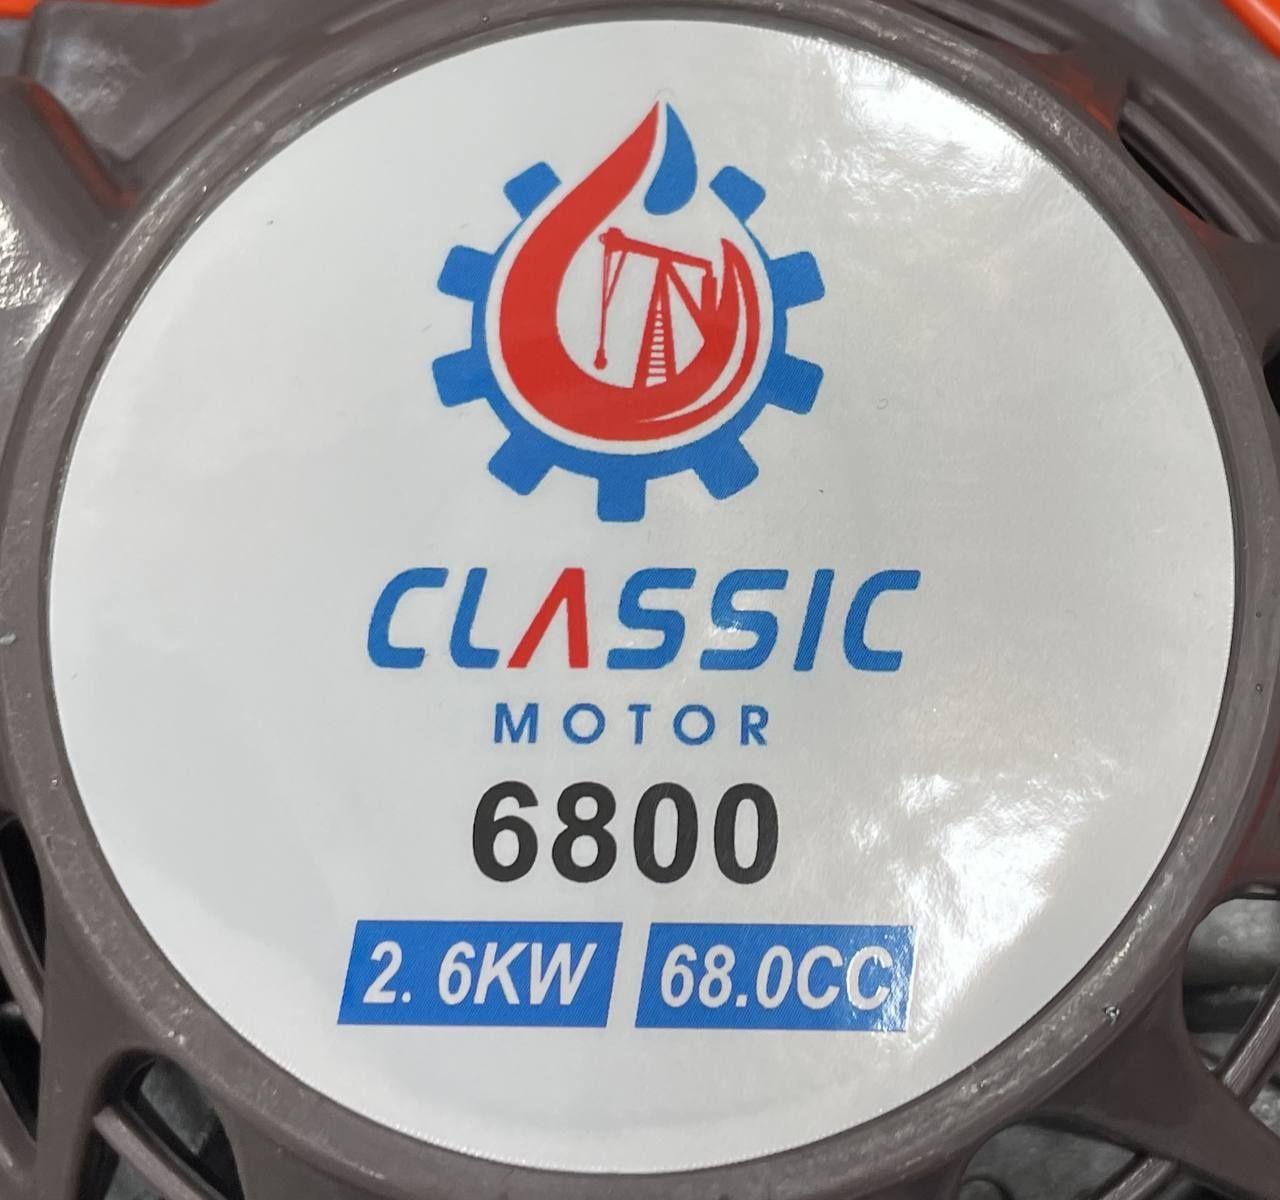 CLASSIC
MOTOR
6800
2. 6KW 68.0CC